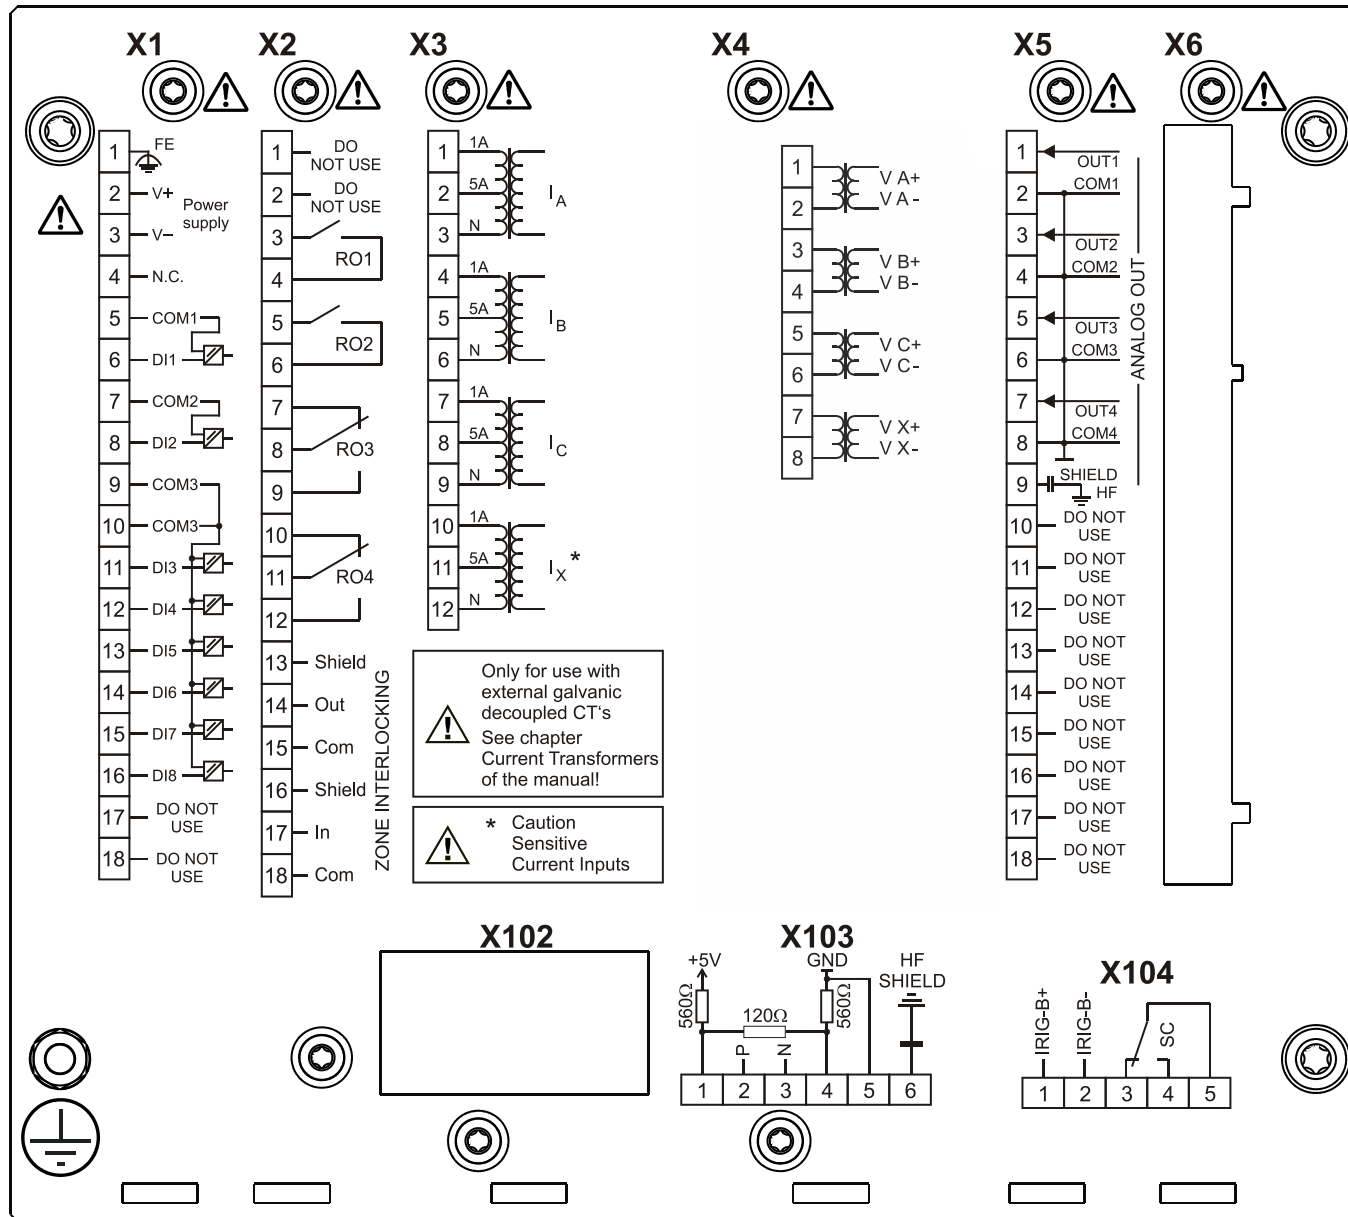 X1
X2
X3
X4
X5
X6
1 FE
2 V+
Power
supply
3 V–
4 N.C.
5 COM1
6 DI1
7 COM2
8 DI2
9 COM3
10 COM3
11 DI3
12 DI4
13 DI5
14 DI6
15 DI7
16 DI8
17 DO NOT
USE
18 DO NOT
USE
1 DO
NOT USE
2 DO
NOT USE
3
RO1
4
5
RO2
6
7
8 RO3
9
10
11 RO4
12
13 Shield
14 Out
15 Com
16 Shield
17 In
18 Com
ZONE INTERLOCKING
1 1A
2 5A IA
3 N
4 1A
5 5A IB
6 N
7 1A
8 5A IC
9 N
10 1A
11 5A IX *
12 N
Only for use with
external galvanic
decoupled CT's
See chapter
Current Transformers
of the manual!
* Caution
Sensitive
Current Inputs
1 V A+
2 V A-
3 V B+
4 V B-
5 V C+
6 V C-
7 V X+
8 V X-
1 OUT1
2 COM1
3 OUT2
4 COM2
5 OUT3
6 COM3
7 OUT4
8 COM4
9 SHIELD
HF
ANALOG OUT
10 DO NOT
USE
11 DO NOT
USE
12 DO NOT
USE
13 DO NOT
USE
14 DO NOT
USE
15 DO NOT
USE
16 DO NOT
USE
17 DO NOT
USE
18 DO NOT
USE
X102
X103
+5V
GND
HF
SHIELD
560Ω
120Ω
560Ω
P
N
1 2 3 4 5 6
X104
IRIG-B+
IRIG-B-
SC
1 2 3 4 5